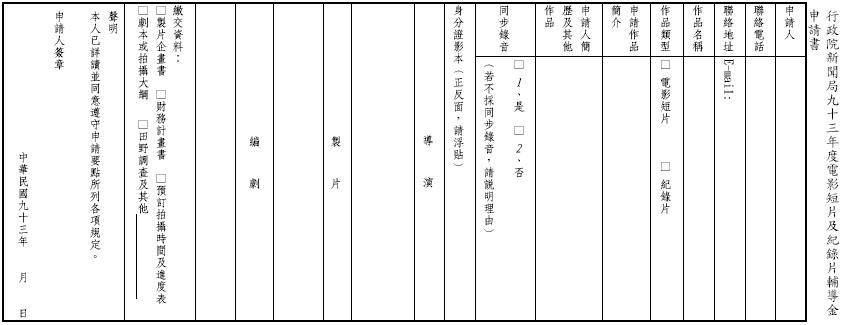 行政院新聞局九十三年度電影短片及紀錄片輔導金
申請書
申請人
聯絡電話
聯絡地址
E-mail:
作品名稱
作品類型
□ 電影短片 □ 紀錄片
申請作品
簡介
申請人簡
歷及其他
作品
同步錄音
□ 1、是 □ 2、否
(若不採同步錄音，請說明理由)
身分證影本(正反面，請浮貼)
導 演
製 片
編 劇
繳交資料：
□製片企畫書 □財務計畫書 □預訂拍攝時間及進度表
□劇本或拍攝大綱 □田野調查及其他
聲明
本人已詳讀並同意遵守申請要點所列各項規定。
申請人簽章
中華民國九十三年 月 日